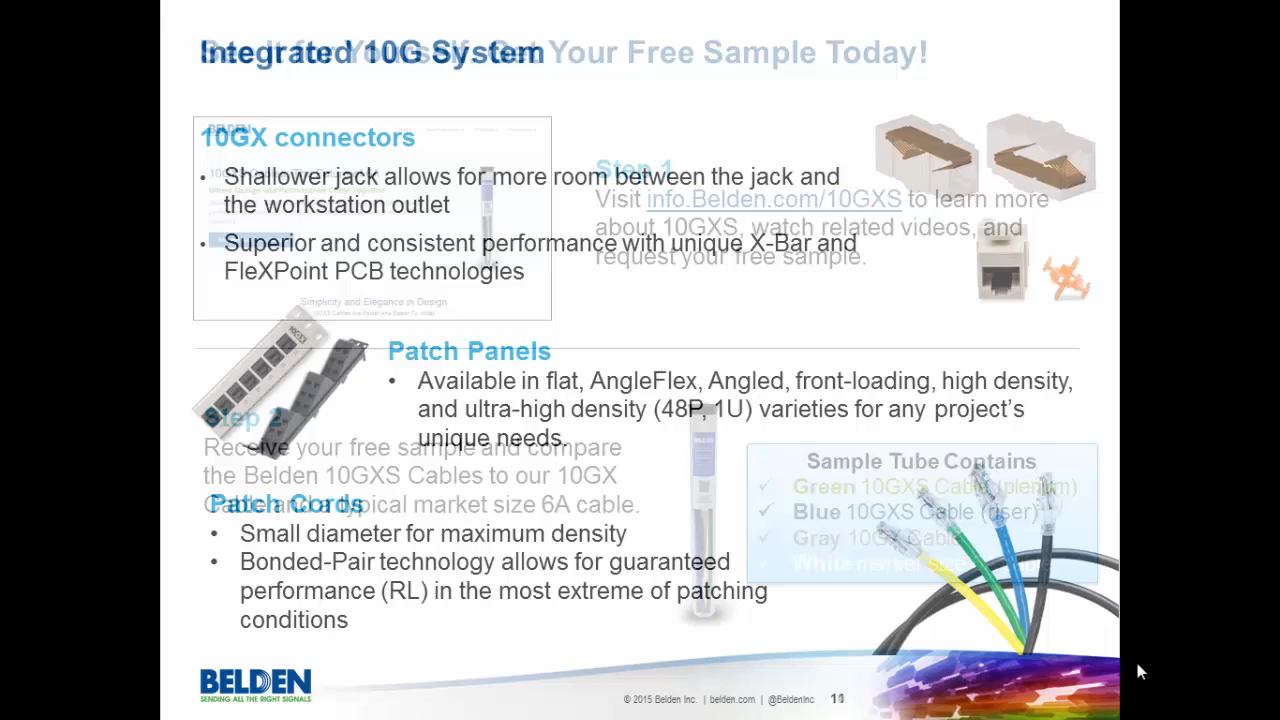 Integrated 10G System
Get Your Free Sample Today!
BELDEN
10GX connectors
• Shallower jack allows for more room between the jack and
the workstation outlet
• Superior and consistent performance with unique X-Bar and
FleXPoint PCB technologies
Step 1
Visit info.Belden.com/10GXS to learn more
about 10GXS, watch related videos, and
request your free sample.
Simplicity and Elegance in Design
Patch Panels
• Available in flat, AngleFlex, Angled, front-loading, high density,
and ultra-high density (48P, 1U) varieties for any project's
unique needs.
Step 2
Receive your free sample and compare
the Belden 10GXS Cables to our 10GX
Cable and a typical market size 6A cable.
Patch Cords
• Small diameter for maximum density
• Bonded-Pair technology allows for guaranteed
performance (RL) in the most extreme of patching
conditions
Sample Tube Contains
✓ Green 10GXS Cable (plenum)
✓ Blue 10GXS Cable (riser)
✓ Gray 10GX Cable
White market size
BELDEN
SENDING ALL THE RIGHT SIGNALS
© 2015 Belden Inc. | belden.com | @BeldenInc